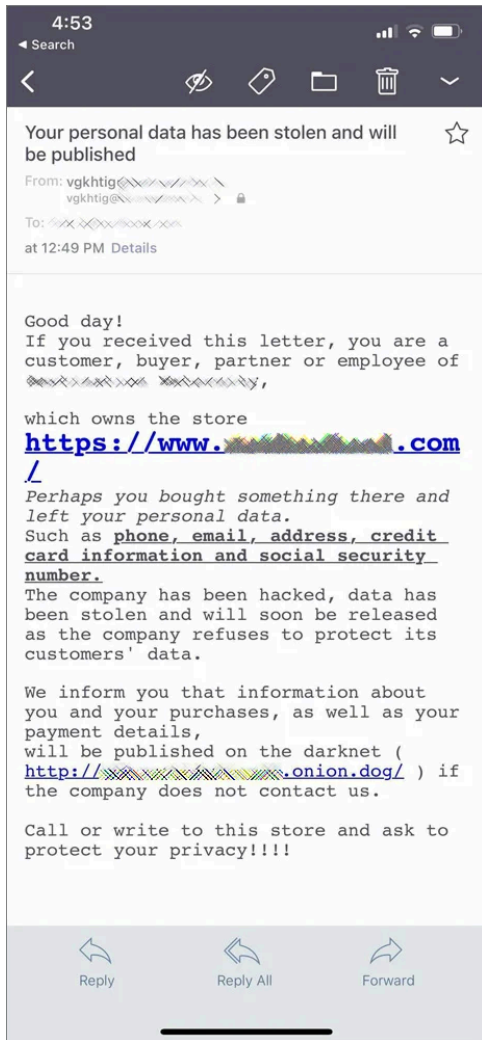 4:53
Search
Your personal data has been stolen and will
be published
From: vgkhtig@
vgkhtig@ >
To:
at 12:49 PM Details
Good day!
If you received this letter, you are a
customer, buyer, partner or employee of
,
which owns the store
https://www. .com
/
Perhaps you bought something there and
left your personal data.
Such as phone, email, address, credit
card information and social security
number.
The company has been hacked, data has
been stolen and will soon be released
as the company refuses to protect its
customers' data.
We inform you that information about
you and your purchases, as well as your
payment details,
will be published on the darknet (
http:// .onion.dog/ ) if
the company does not contact us.
Call or write to this store and ask to
protect your privacy!!!!
Reply
Reply All
Forward